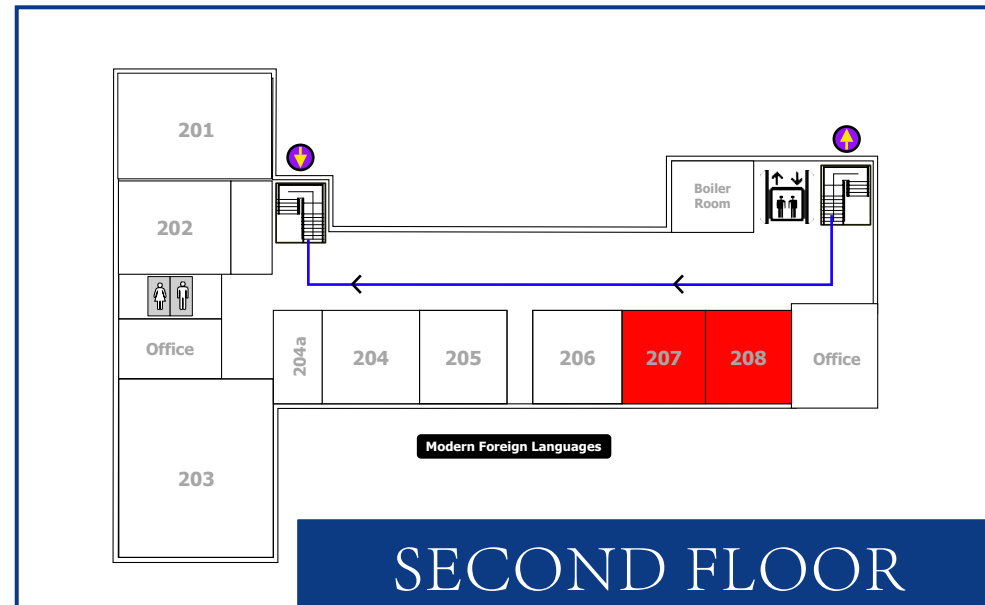 201
Boiler
Room
202
Office
204a
204
205
206
207
208
Office
Modern Foreign Languages
203
SECOND FLOOR